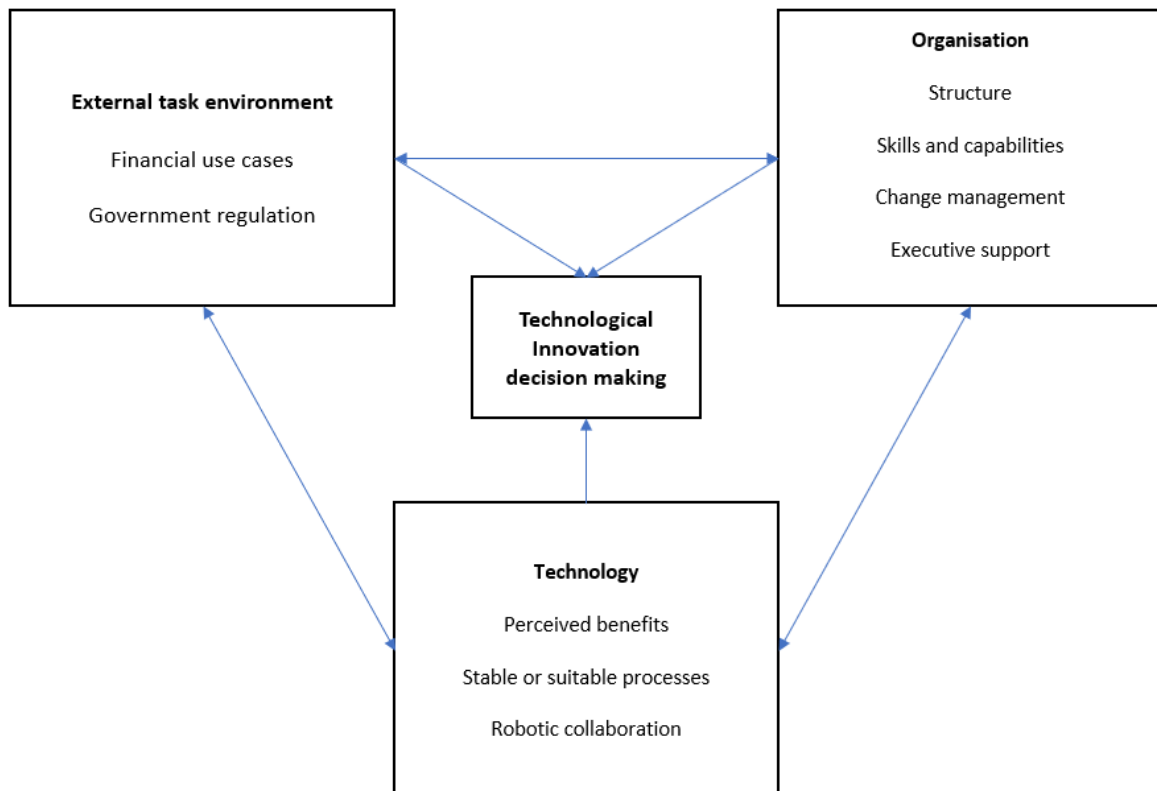 External task environment
Financial use cases
Government regulation
Organisation
Structure
Skills and capabilities
Change management
Executive support
Technological
Innovation
decision making
Technology
Perceived benefits
Stable or suitable processes
Robotic collaboration